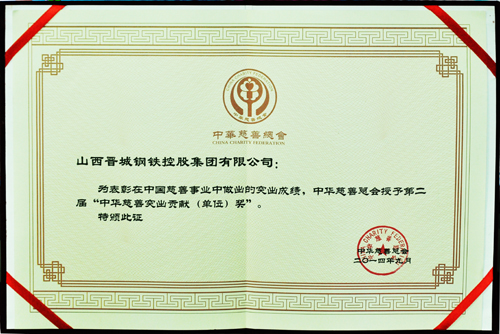 中華慈善總會
CHINA CHARITY FEDERATION
山西晋城钢铁控股集团有限公司：
为表彰在中国慈善事业中做出的突出成绩，中华慈善总会授予第二
届“中华慈善突出贡献（单位）奖”。
特颁此证
中华慈善总会
二〇一四年九月